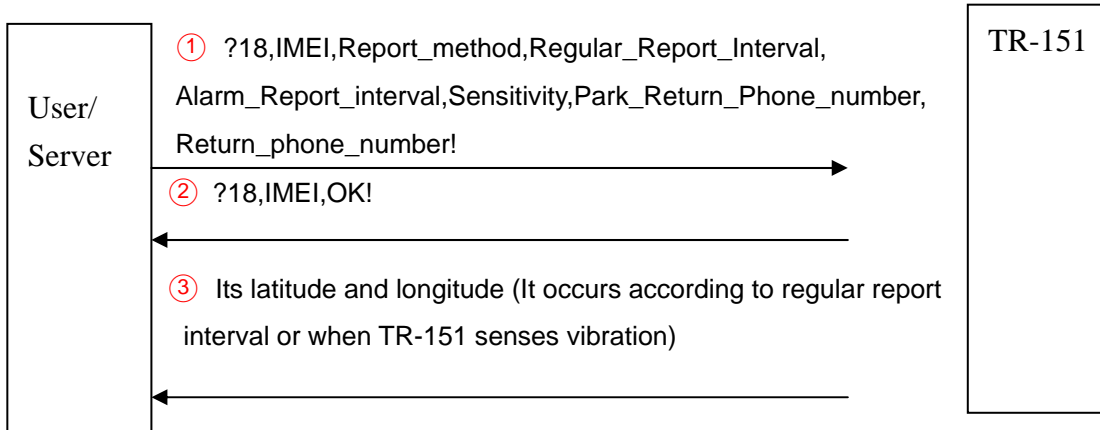 User/
Server
① ?18,IMEI,Report_method,Regular_Report_Interval,
Alarm_Report_interval,Sensitivity,Park_Return_Phone_number,
Return_phone_number!
② ?18,IMEI,OK!
③ Its latitude and longitude (It occurs according to regular report
interval or when TR-151 senses vibration)
TR-151